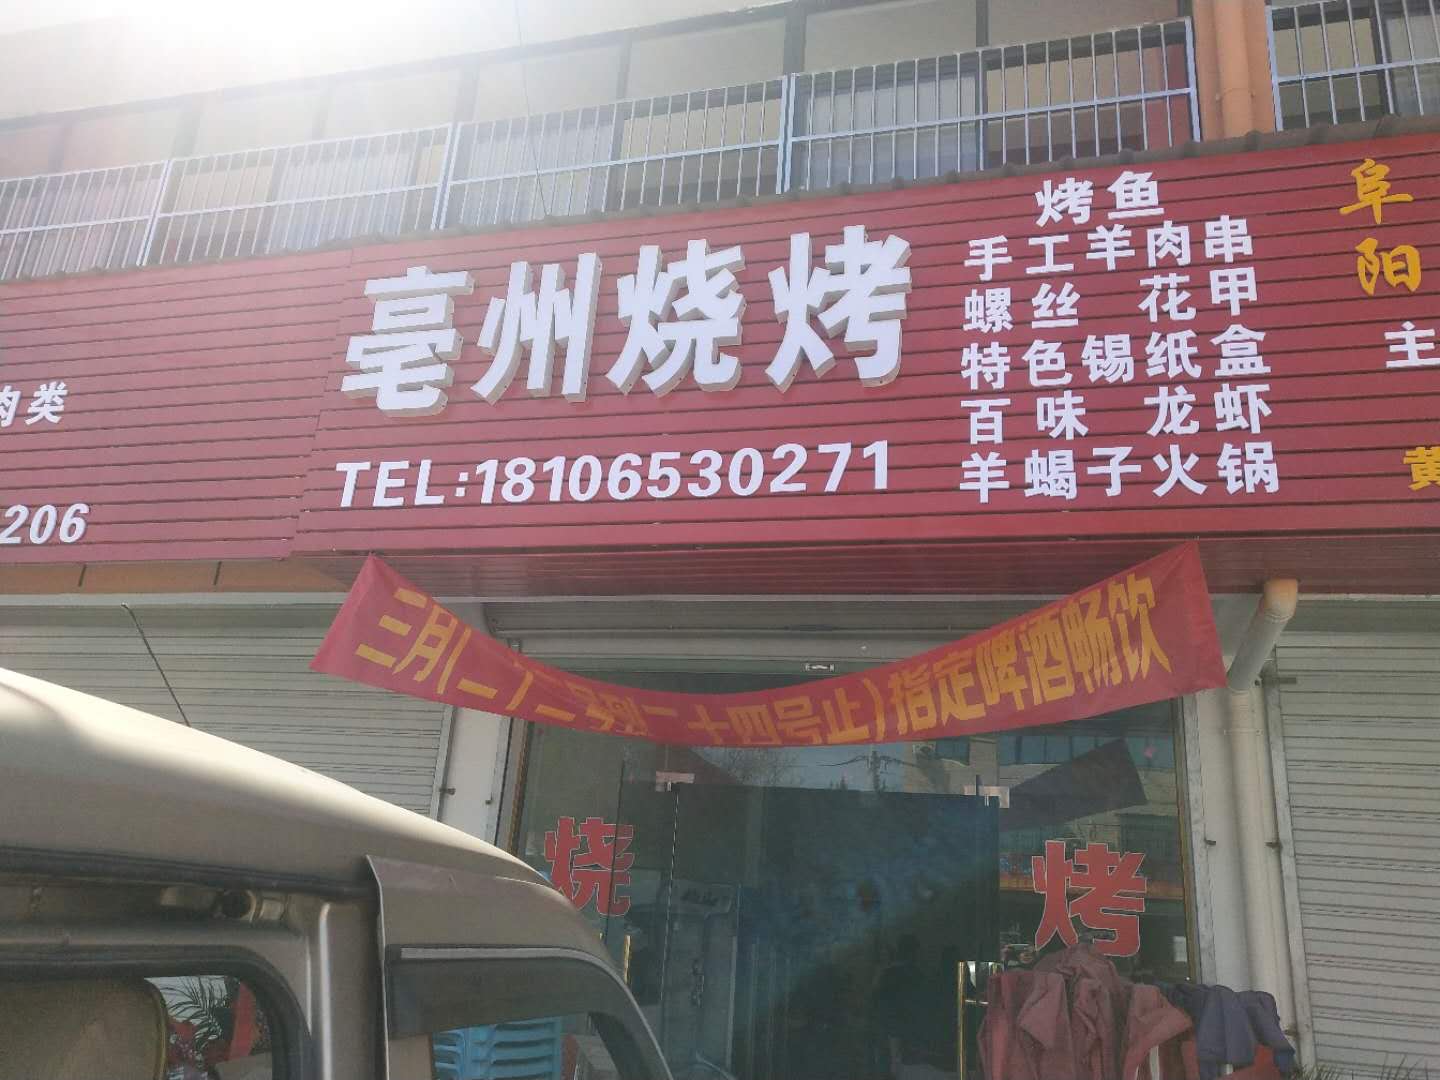 肉类
206
亳州烧烤
TEL:18106530271
烤鱼
手工羊肉串
螺丝 花甲
特色锡纸盒
百味 龙虾
羊蝎子火锅
阜阳
主
黄
三月(二十二号到二十四号止)指定啤酒畅饮
烧烤